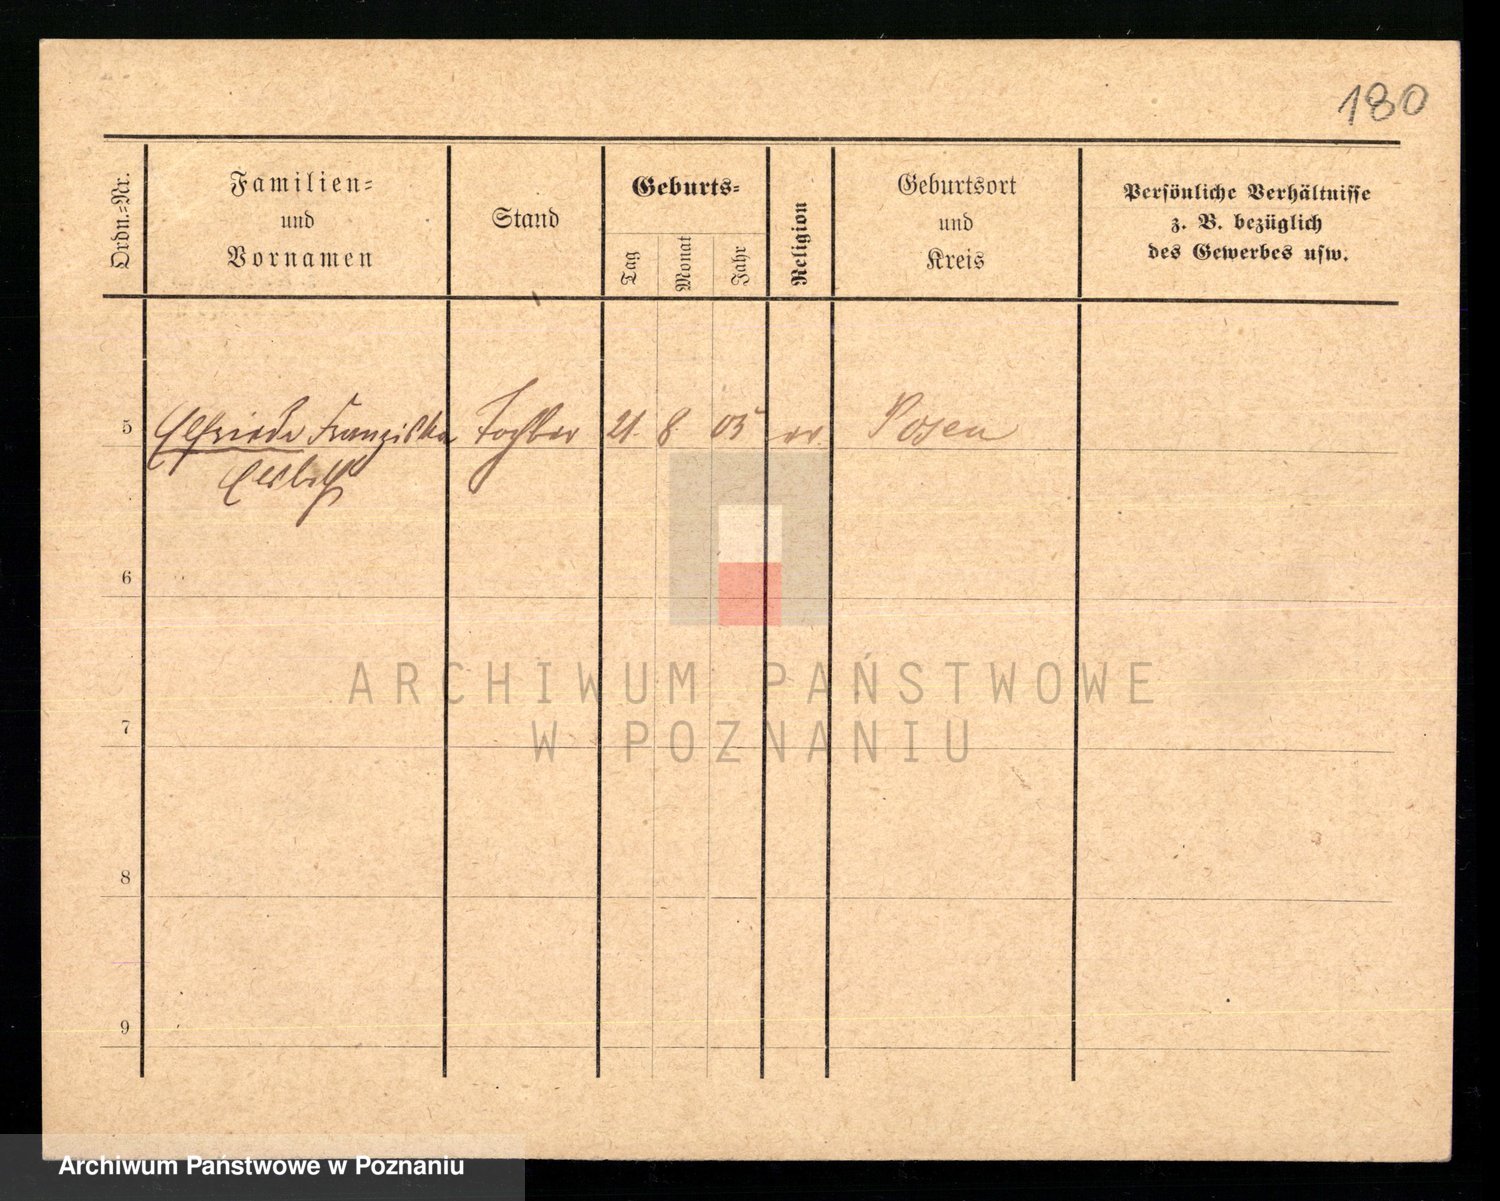 180
Ordn.-Nr.
Familien-
und
Vornamen
Stand
Geburts-
Tag
Monat
Jahr
Religion
Geburtsort
und
Kreis
Persönliche Verhältnisse
z. B. bezüglich
des Gewerbes usw.
5 Elfriede Franziska Tochter 21. 8. 05 ev. Posen
6
7
8
9
ARCHIWUM PAŃSTWOWE
W POZNANIU
Archiwum Państwowe w Poznaniu